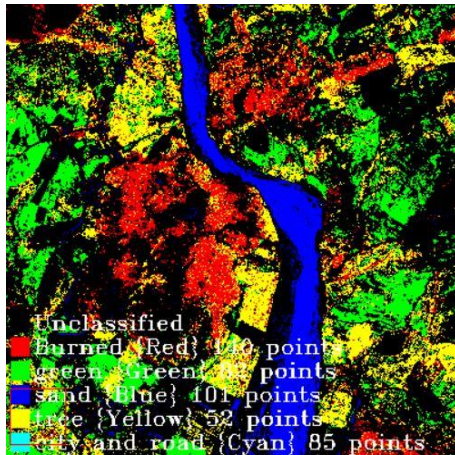 Unclassified
Burned {Red} points
green {Green} points
sand {Blue} 101 points
tree {Yellow} 52 points
city and road {Cyan} 85 points